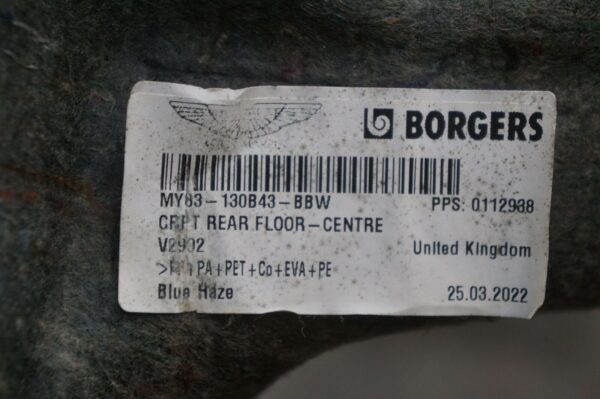 BORGERS
MY83-130B43-BBW PPS: 0112938
CRPT REAR FLOOR-CENTRE
V2902 United Kingdom
PA+PET+Co+EVA+PE
Blue Haze 25.03.2022